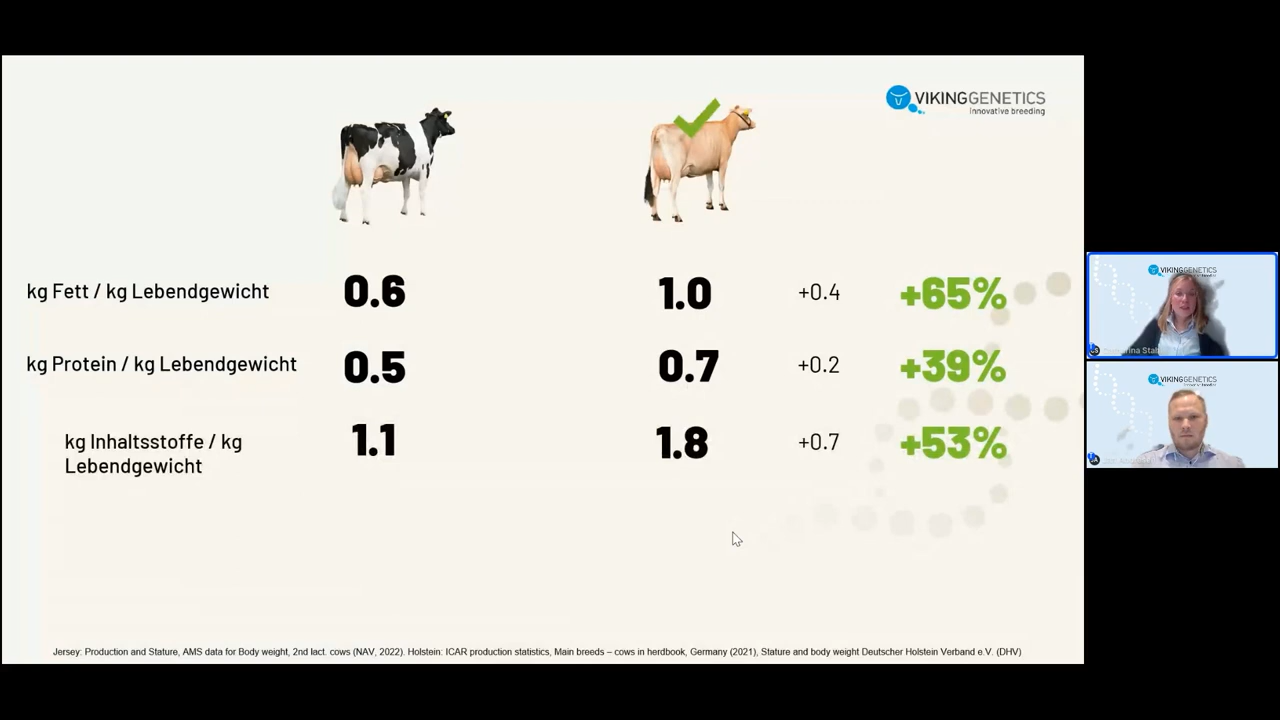 VIKINGGENETICS
innovative breeding
kg Fett / kg Lebendgewicht
0.6
1.0
+0.4
+65%
kg Protein / kg Lebendgewicht
0.5
0.7
+0.2
+39%
kg Inhaltsstoffe / kg
Lebendgewicht
1.1
1.8
+0.7
+53%
Jersey: Production and Stature, AMS data for Body weight, 2nd lact. cows (NAV, 2022). Holstein: ICAR production statistics, Main breeds – cows in herdbook, Germany (2021), Stature and body weight Deutscher Holstein Verband e.V. (DHV)
VIKINGGENETICS
VIKINGGENETICS